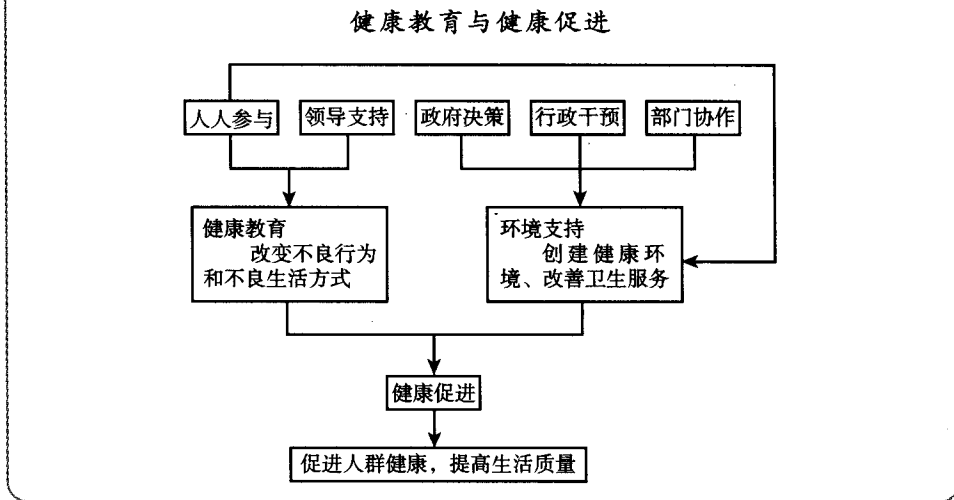 健康教育与健康促进
人人参与
领导支持
政府决策
行政干预
部门协作
健康教育
改变不良行为
和不良生活方式
环境支持
创建健康环
境、改善卫生服务
健康促进
促进人群健康，提高生活质量